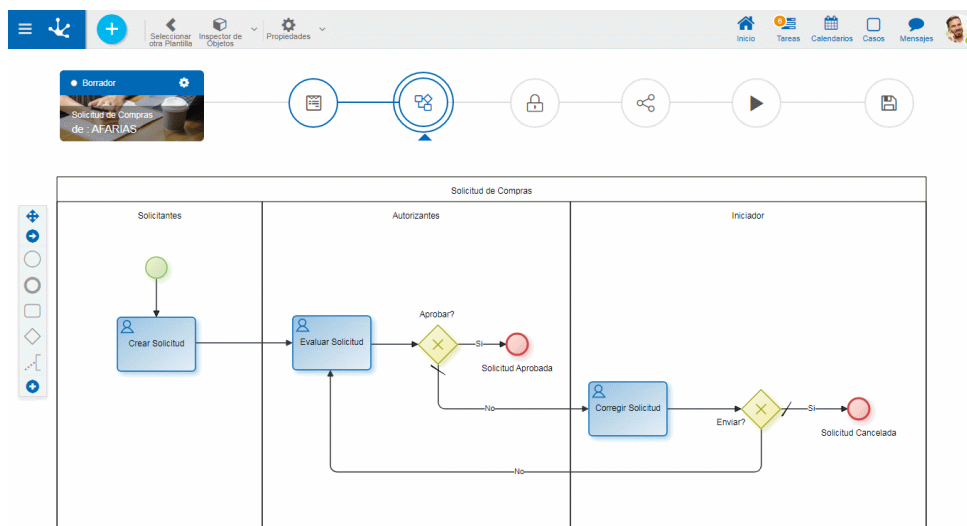 Seleccionar
otra Plantilla
Inspector de
Objetos
Propiedades
Inicio
6
Tareas
Calendarios
Casos
Mensajes
Borrador
Solicitud de Compras
de : AFARIAS
Solicitud de Compras
Solicitantes
Autorizantes
Iniciador
Crear Solicitud
Evaluar Solicitud
Aprobar?
Si
Solicitud Aprobada
No
Corregir Solicitud
Enviar?
Si
Solicitud Cancelada
No